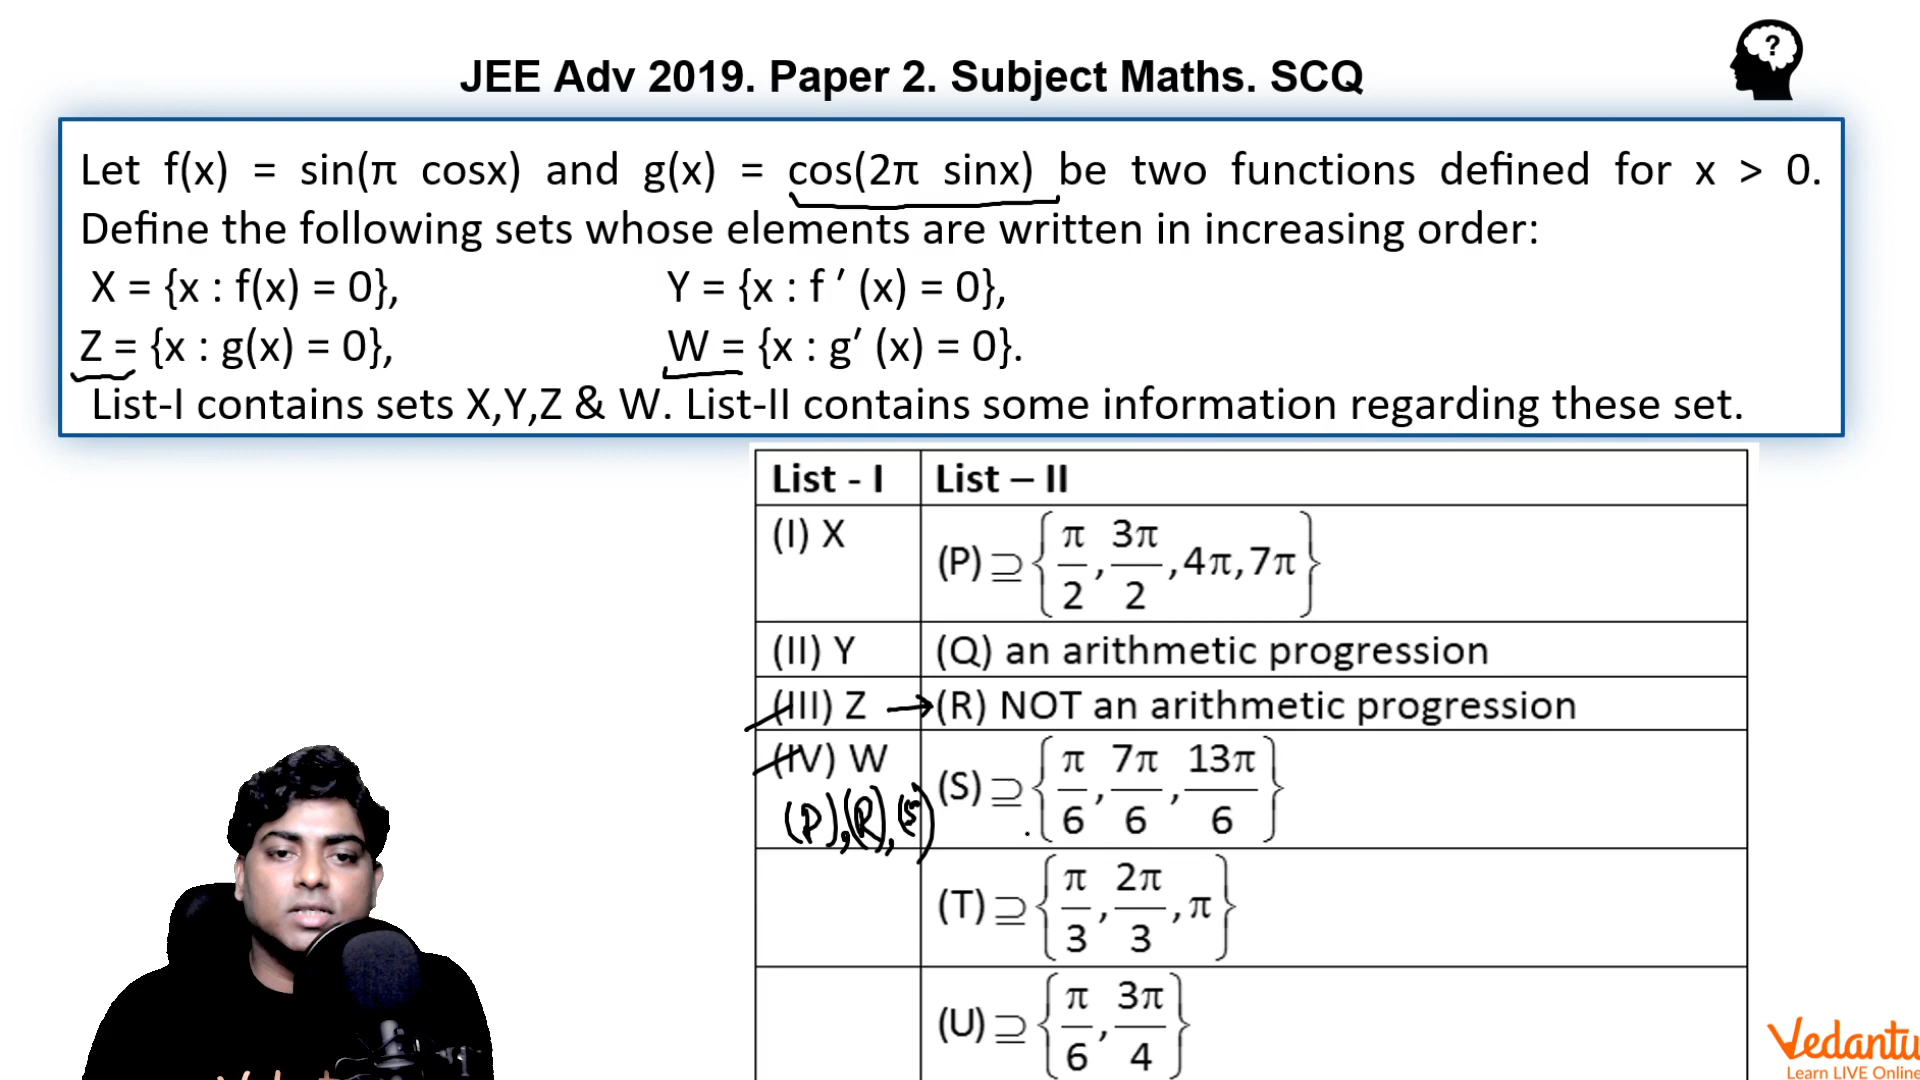 JEE Adv 2019. Paper 2. Subject Maths. SCQ
?
Let f(x) = sin(π cosx) and g(x) = cos(2π sinx) be two functions defined for x > 0.
Define the following sets whose elements are written in increasing order:
X = {x : f(x) = 0}, Y = {x : f ′ (x) = 0},
Z = {x : g(x) = 0}, W = {x : g′ (x) = 0}.
List-I contains sets X,Y,Z & W. List-II contains some information regarding these set.
List - I List – II
(I) X (P) ⊇ {π/2, 3π/2, 4π, 7π}
(II) Y (Q) an arithmetic progression
(III) Z → (R) NOT an arithmetic progression
(IV) W (S) ⊇ {π/6, 7π/6, 13π/6}
(P), (R), (S)
(T) ⊇ {π/3, 2π/3, π}
(U) ⊇ {π/6, 3π/4}
Vedantu
Learn LIVE Online